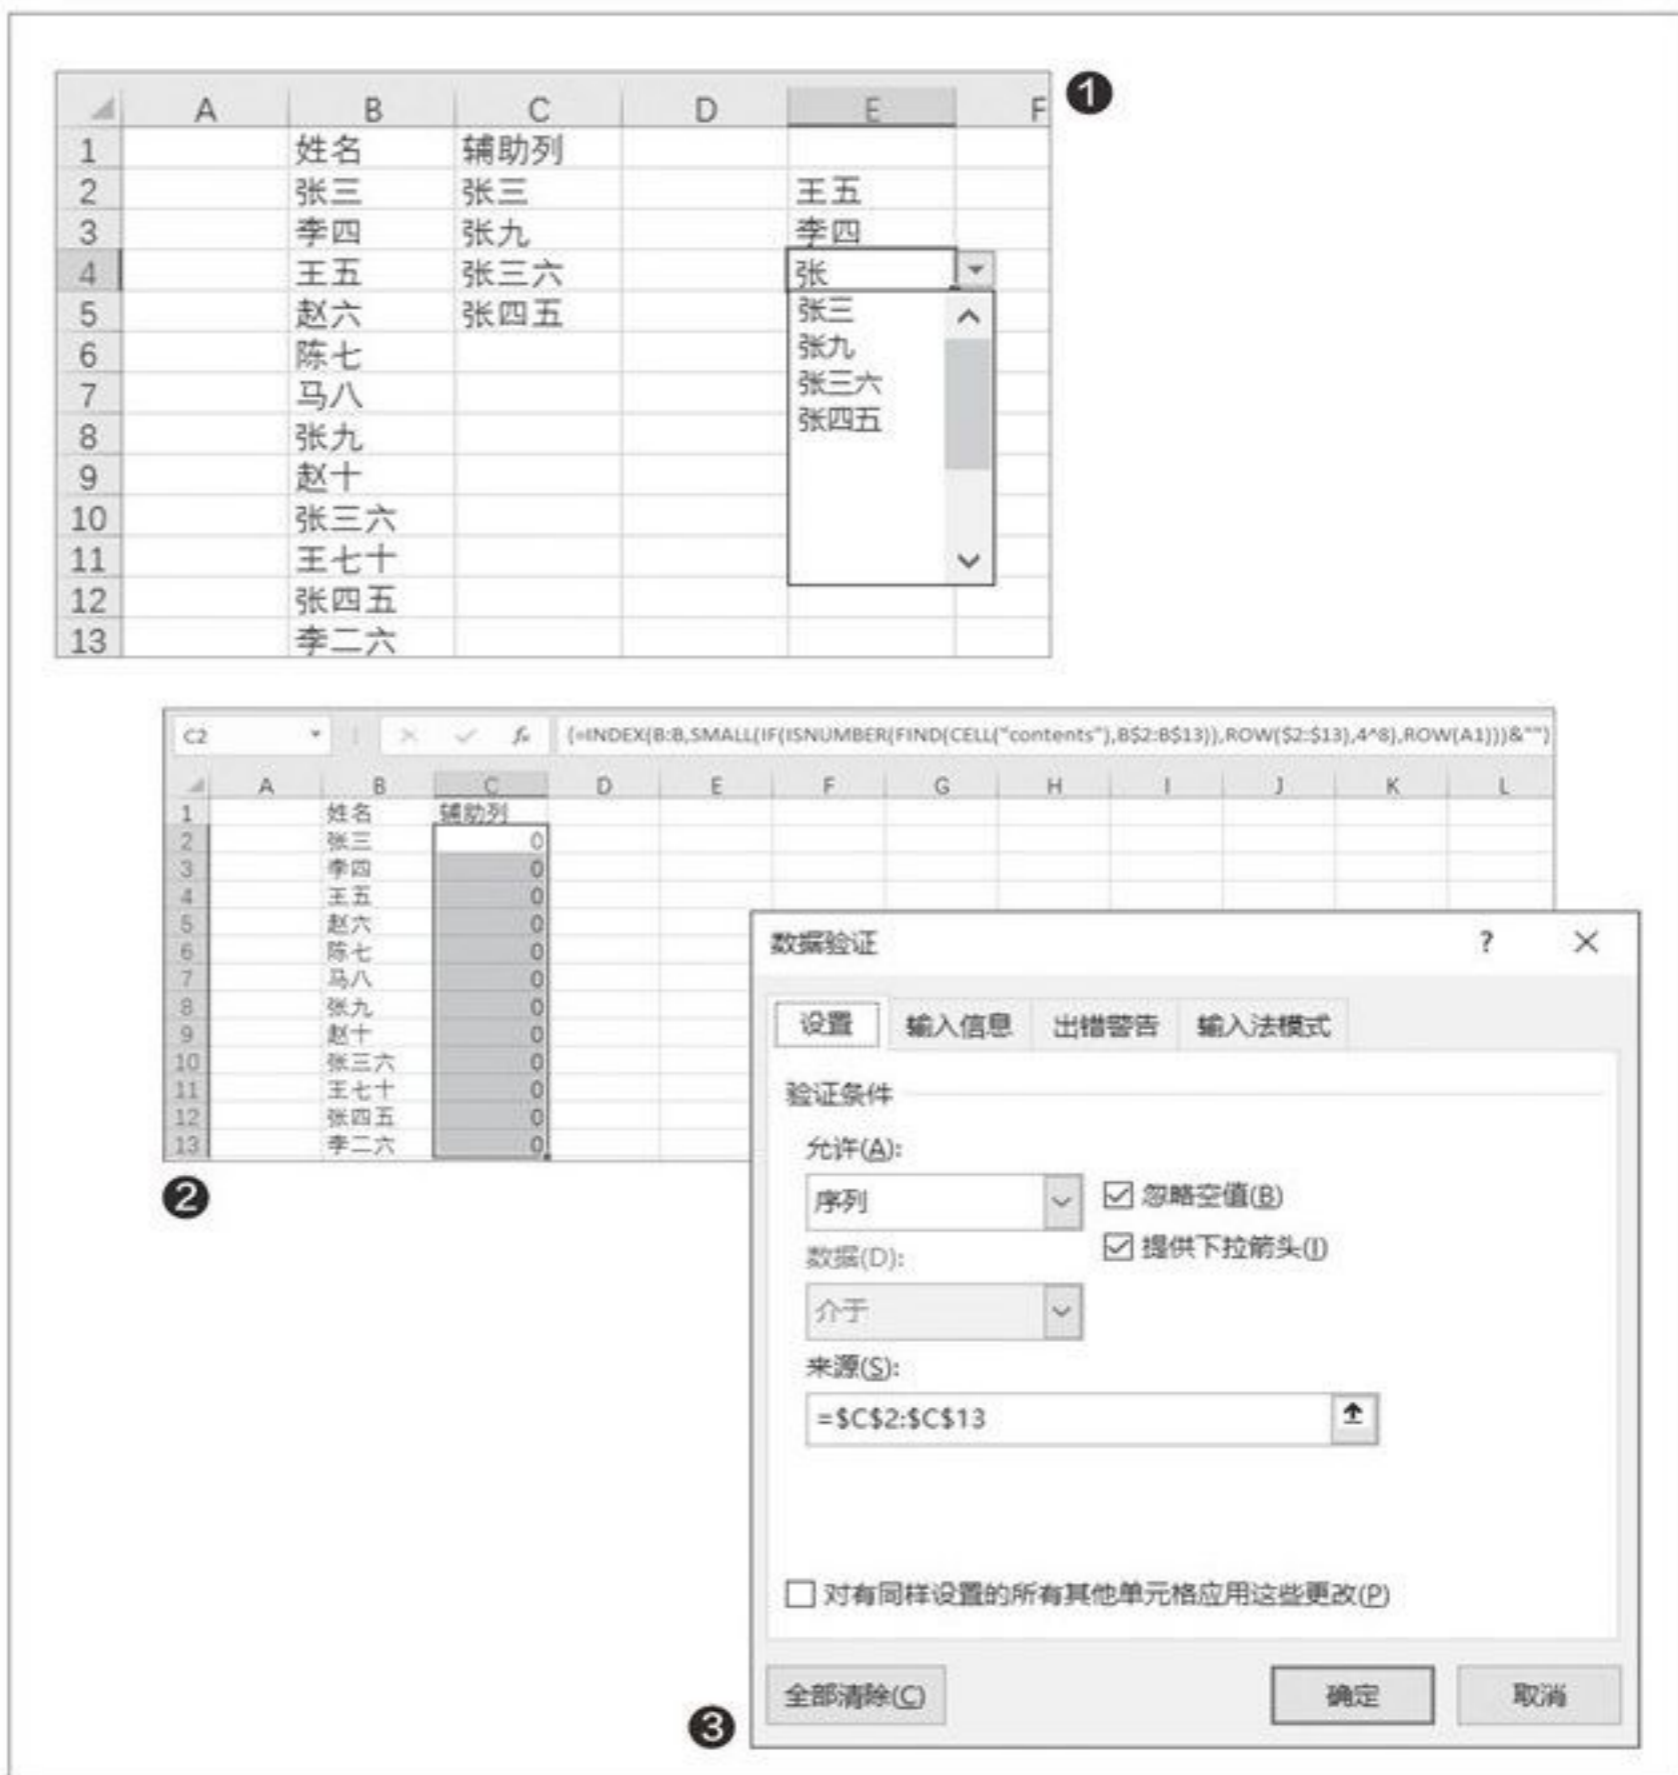 ❶
A B C D E F
1 姓名 辅助列
2 张三 张三 王五
3 李四 张九 李四
4 王五 张三六 张
5 赵六 张四五 张三
6 陈七 张九
7 马八 张三六
8 张九 张四五
9 赵十
10 张三六
11 王七十
12 张四五
13 李二六
C2 fx {=INDEX(B:B,SMALL(IF(ISNUMBER(FIND(CELL("contents"),B$2:B$13)),ROW($2:$13),4^8),ROW(A1)))&""}
A B C D E F G H I J K L
1 姓名 辅助列
2 张三 0
3 李四 0
4 王五 0
5 赵六 0
6 陈七 0
7 马八 0
8 张九 0
9 赵十 0
10 张三六 0
11 王七十 0
12 张四五 0
13 李二六 0
❷
数据验证 ? ×
设置 输入信息 出错警告 输入法模式
验证条件
允许(A):
序列 忽略空值(B)
数据(D): 提供下拉箭头(I)
介于
来源(S):
=$C$2:$C$13
对有同样设置的所有其他单元格应用这些更改(P)
全部清除(C) 确定 取消
❸